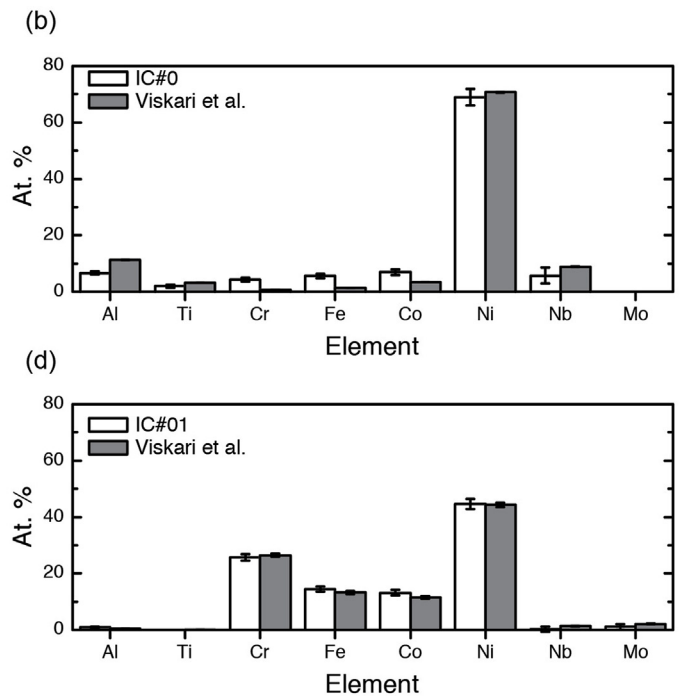 (b)
80
60
40
20
0
At. %
IC#0
Viskari et al.
Al Ti Cr Fe Co Ni Nb Mo
Element
(d)
80
60
40
20
0
At. %
IC#01
Viskari et al.
Al Ti Cr Fe Co Ni Nb Mo
Element